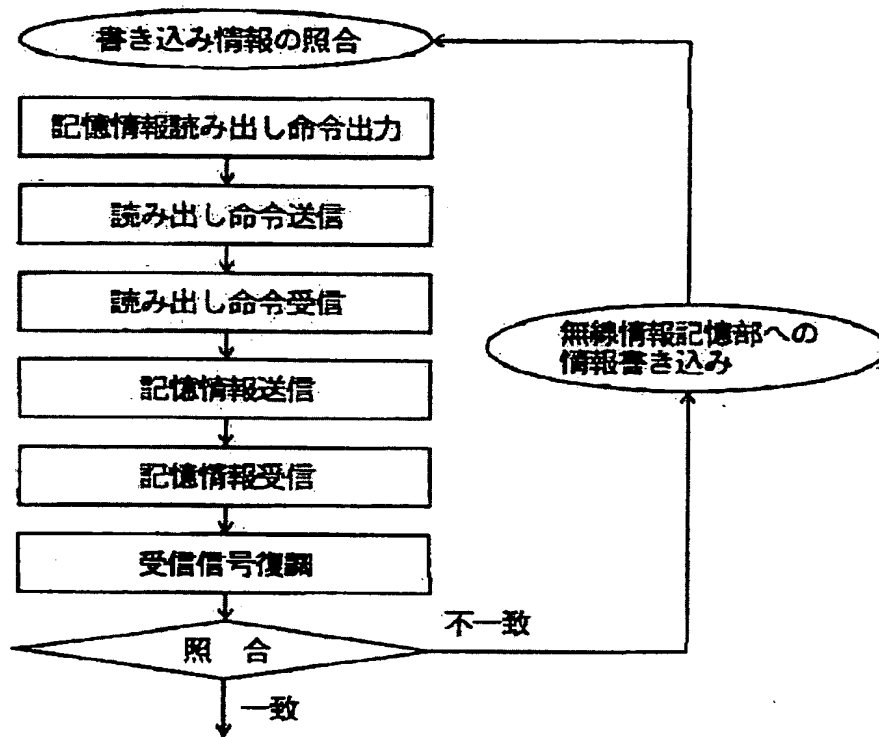 書き込み情報の照合
記憶情報読み出し命令出力
読み出し命令送信
読み出し命令受信
記憶情報送信
記憶情報受信
受信信号復調
照 合
一致
不一致
無線情報記憶部への
情報書き込み